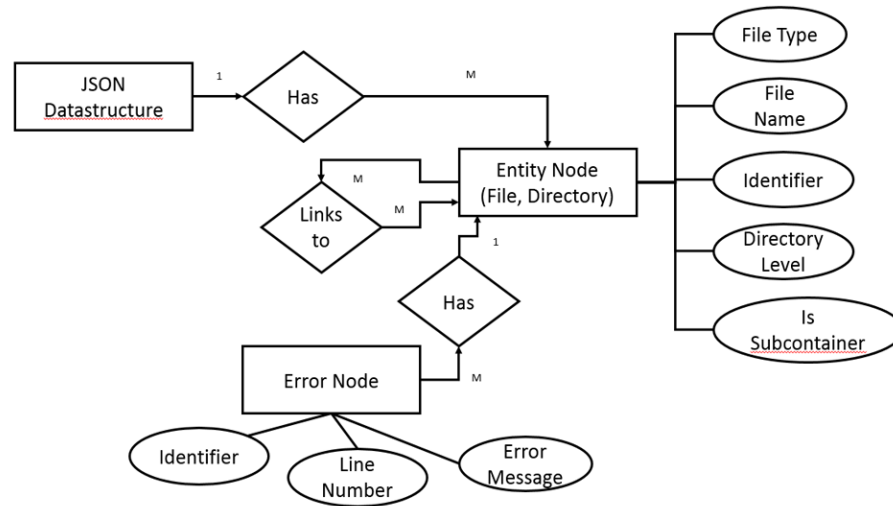 File Type
JSON
Datastructure
1
Has
M
File
Name
Entity Node
(File, Directory)
Identifier
M
Links
to
M
Directory
Level
1
Has
Is
Subcontainer
Error Node
M
Identifier
Line
Number
Error
Message